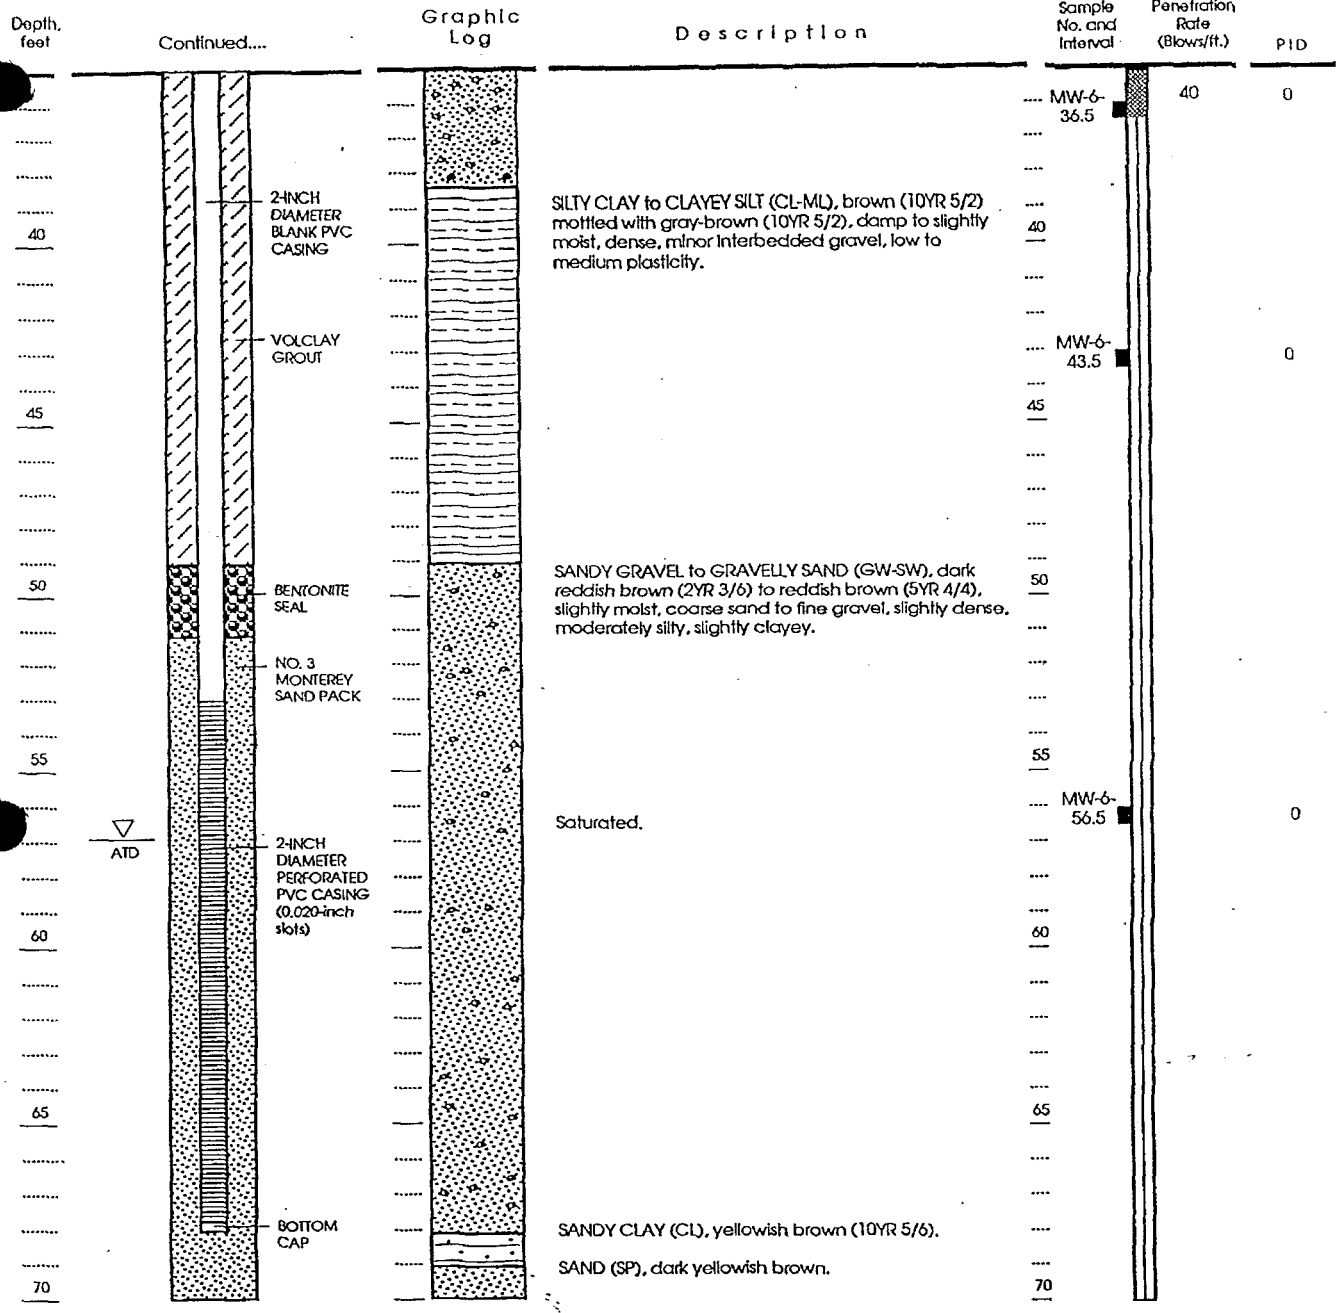 Depth,
feet
Continued....
Graphic
Log
Description
Sample
No. and
Interval
Penetration
Rate
(Blows/ft.)
PID
MW-6-
36.5
40
0
2-INCH
DIAMETER
BLANK PVC
CASING
SILTY CLAY to CLAYEY SILT (CL-ML), brown (10YR 5/2)
mottled with gray-brown (10YR 5/2), damp to slightly
moist, dense, minor interbedded gravel, low to
medium plasticity.
40
40
VOLCLAY
GROUT
MW-6-
43.5
0
45
45
BENTONITE
SEAL
SANDY GRAVEL to GRAVELLY SAND (GW-SW), dark
reddish brown (2YR 3/6) to reddish brown (5YR 4/4),
slightly moist, coarse sand to fine gravel, slightly dense,
moderately silty, slightly clayey.
50
50
NO. 3
MONTEREY
SAND PACK
55
55
ATD
2-INCH
DIAMETER
PERFORATED
PVC CASING
(0.020-inch
slots)
Saturated.
MW-6-
56.5
0
60
60
65
65
BOTTOM
CAP
SANDY CLAY (CL), yellowish brown (10YR 5/6).
SAND (SP), dark yellowish brown.
70
70